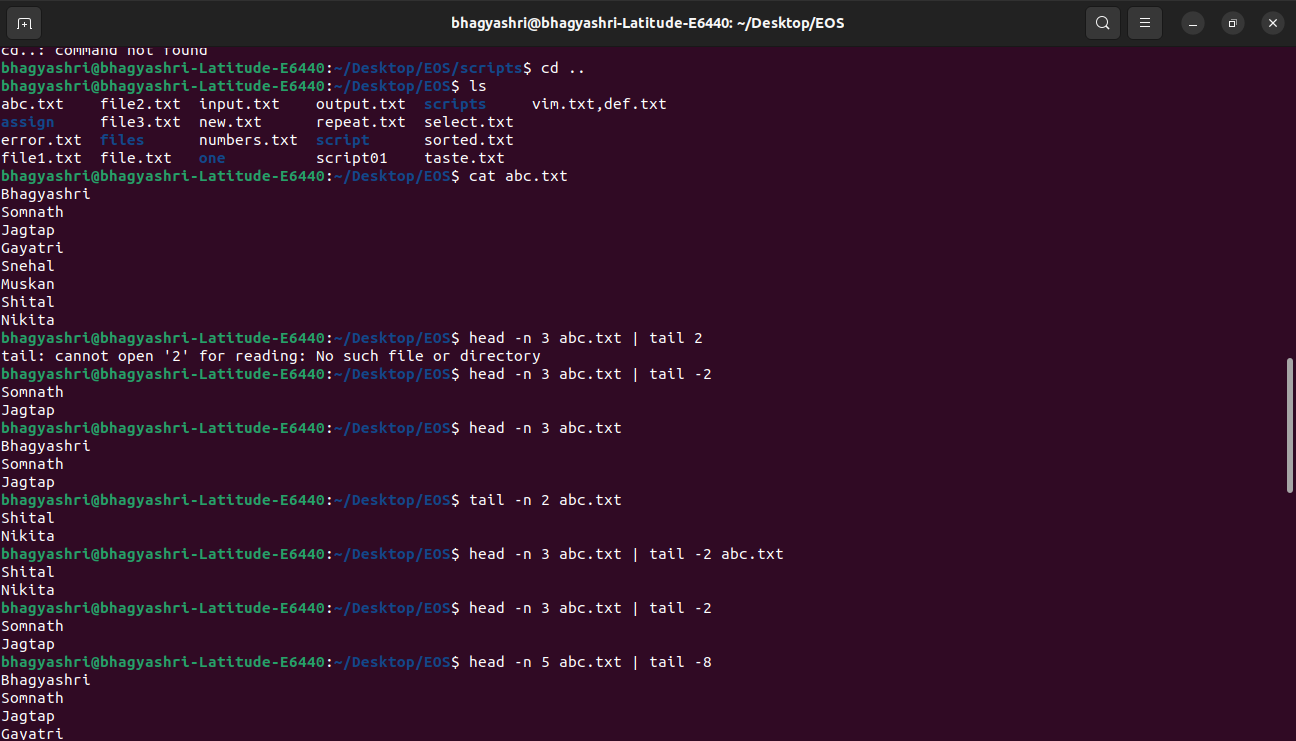 bhagyashri@bhagyashri-Latitude-E6440: ~/Desktop/EOS
cd..: command not found
bhagyashri@bhagyashri-Latitude-E6440:~/Desktop/EOS/scripts$ cd ..
bhagyashri@bhagyashri-Latitude-E6440:~/Desktop/EOS$ ls
abc.txt    file2.txt  input.txt    output.txt  scripts     vim.txt,def.txt
assign     file3.txt  new.txt      repeat.txt  select.txt
error.txt  files      numbers.txt  script      sorted.txt
file1.txt  file.txt   one          script01    taste.txt
bhagyashri@bhagyashri-Latitude-E6440:~/Desktop/EOS$ cat abc.txt
Bhagyashri
Somnath
Jagtap
Gayatri
Snehal
Muskan
Shital
Nikita
bhagyashri@bhagyashri-Latitude-E6440:~/Desktop/EOS$ head -n 3 abc.txt | tail 2
tail: cannot open '2' for reading: No such file or directory
bhagyashri@bhagyashri-Latitude-E6440:~/Desktop/EOS$ head -n 3 abc.txt | tail -2
Somnath
Jagtap
bhagyashri@bhagyashri-Latitude-E6440:~/Desktop/EOS$ head -n 3 abc.txt
Bhagyashri
Somnath
Jagtap
bhagyashri@bhagyashri-Latitude-E6440:~/Desktop/EOS$ tail -n 2 abc.txt
Shital
Nikita
bhagyashri@bhagyashri-Latitude-E6440:~/Desktop/EOS$ head -n 3 abc.txt | tail -2 abc.txt
Shital
Nikita
bhagyashri@bhagyashri-Latitude-E6440:~/Desktop/EOS$ head -n 3 abc.txt | tail -2
Somnath
Jagtap
bhagyashri@bhagyashri-Latitude-E6440:~/Desktop/EOS$ head -n 5 abc.txt | tail -8
Bhagyashri
Somnath
Jagtap
Gayatri